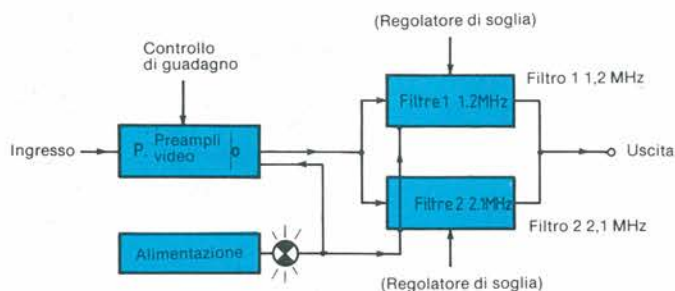 (Regolatore di soglia)
Controllo
di guadagno
Filtro 1 1,2 MHz
Filtre 1 1.2MHz
Ingresso
P. Preampli o
video
Uscita
Filtre 2 2.1MHz
Filtro 2 2,1 MHz
Alimentazione
(Regolatore di soglia)